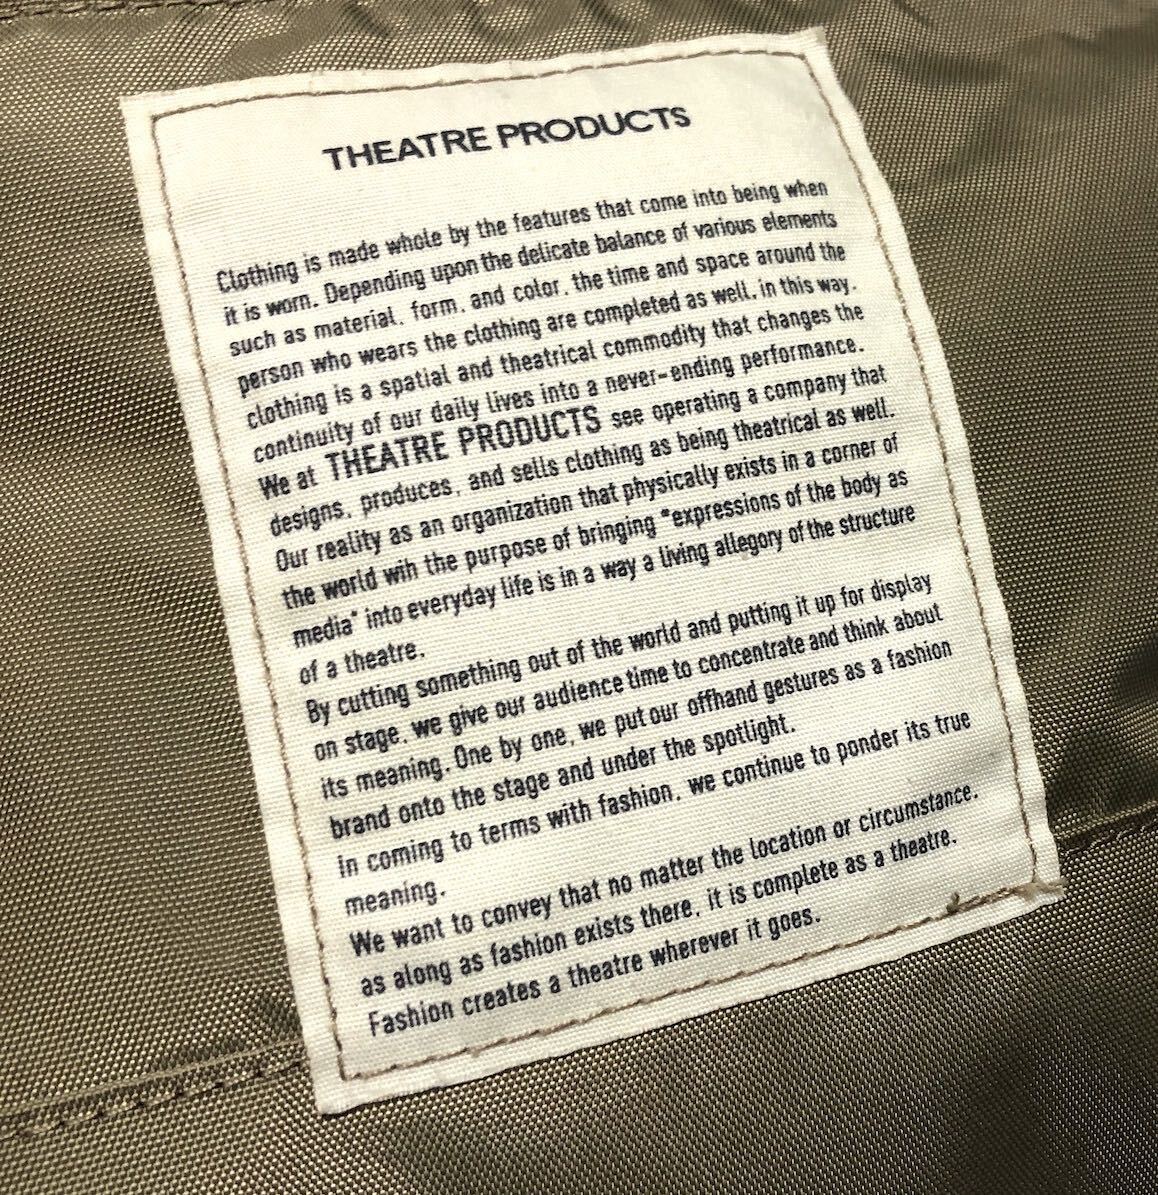 THEATRE PRODUCTS
Clothing is made whole by the features that come into being when
it is worn. Depending upon the delicate balance of various elements
such as material, form, and color, the time and space around the
person who wears the clothing are completed as well, in this way,
clothing is a spatial and theatrical commodity that changes the
continuity of our daily lives into a never-ending performance.
We at THEATRE PRODUCTS see operating a company that
designs, produces, and sells clothing as being theatrical as well.
Our reality as an organization that physically exists in a corner of
the world wih the purpose of bringing "expressions of the body as
media" into everyday life is in a way a living allegory of the structure
of a theatre.
By cutting something out of the world and putting it up for display
on stage, we give our audience time to concentrate and think about
its meaning. One by one, we put our offhand gestures as a fashion
brand onto the stage and under the spotlight.
In coming to terms with fashion, we continue to ponder its true
meaning.
We want to convey that no matter the location or circumstance,
as along as fashion exists there, it is complete as a theatre.
Fashion creates a theatre wherever it goes.